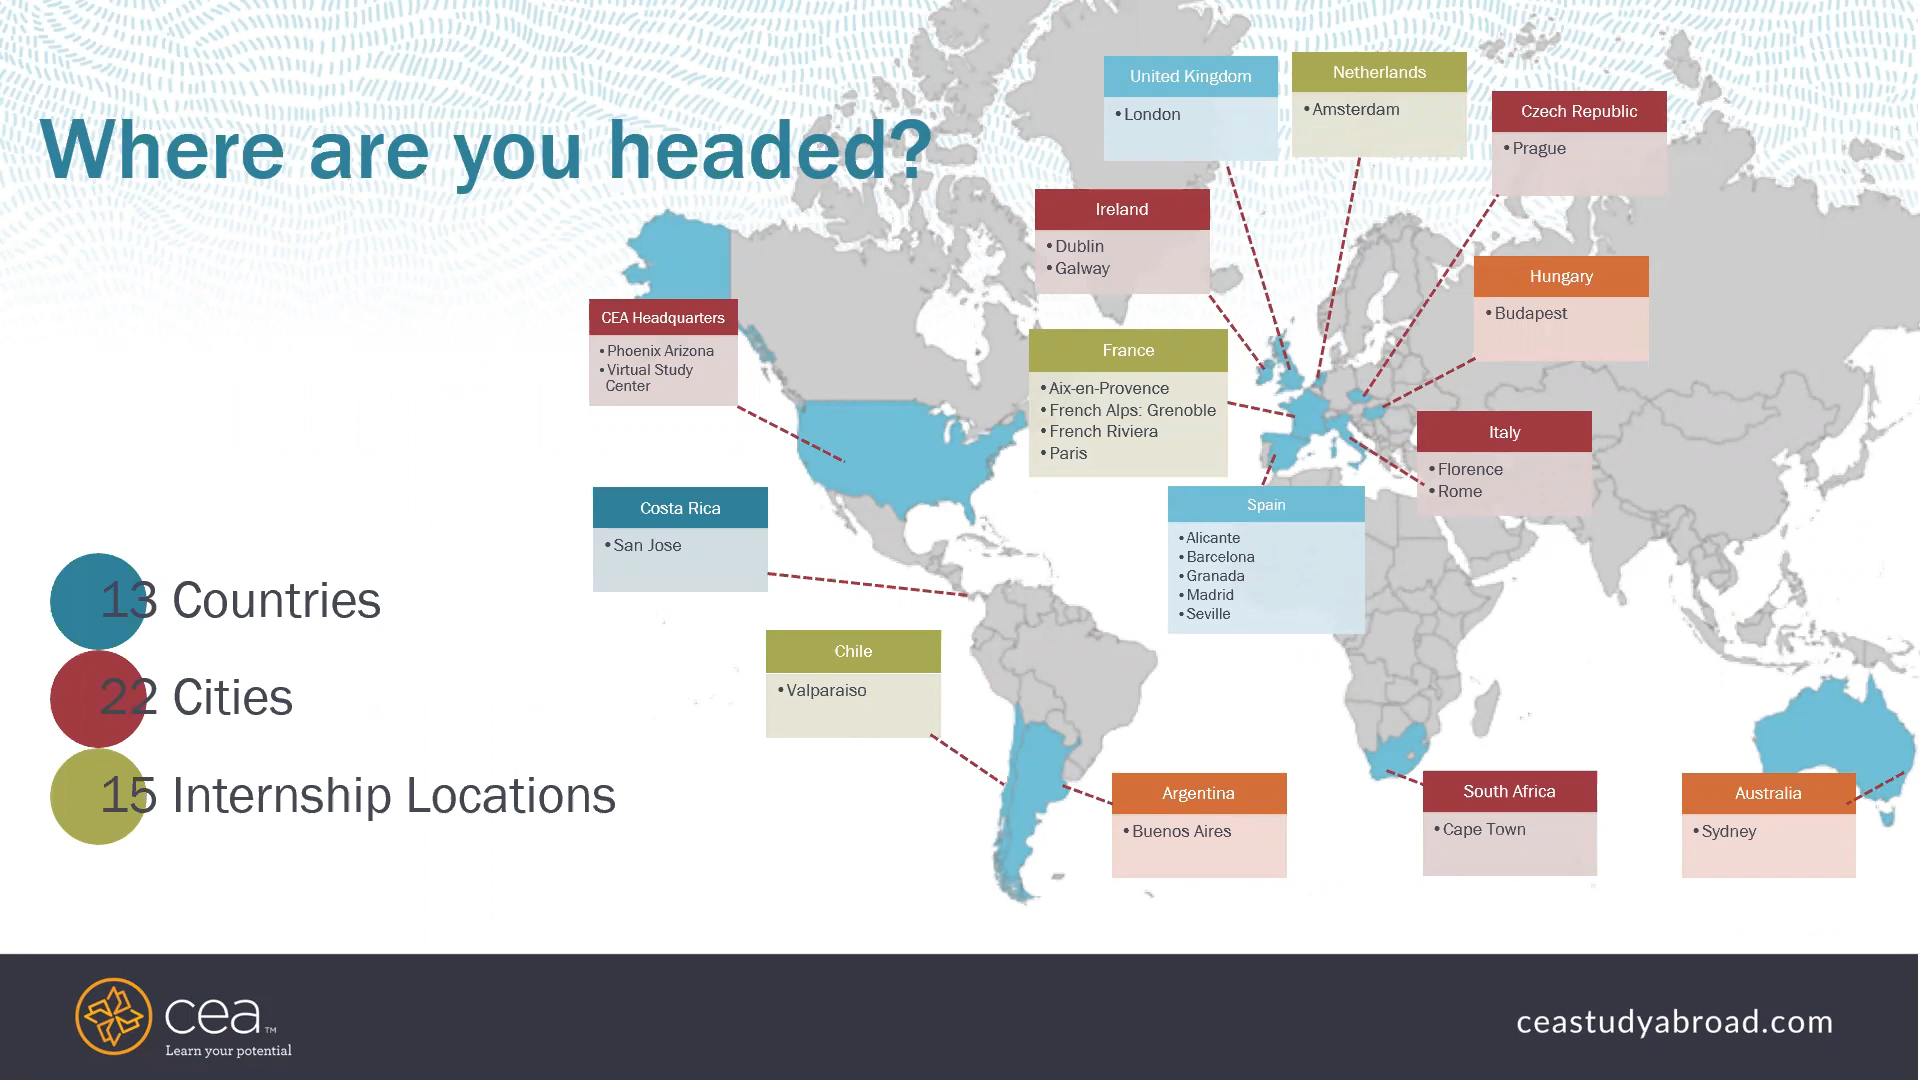 Where are you headed?
United Kingdom
•London
Netherlands
•Amsterdam
Czech Republic
•Prague
Ireland
•Dublin
•Galway
Hungary
•Budapest
CEA Headquarters
•Phoenix Arizona
•Virtual Study
Center
France
•Aix-en-Provence
•French Alps: Grenoble
•French Riviera
•Paris
Italy
•Florence
•Rome
Costa Rica
•San Jose
Spain
•Alicante
•Barcelona
•Granada
•Madrid
•Seville
13 Countries
22 Cities
15 Internship Locations
Chile
•Valparaiso
Argentina
•Buenos Aires
South Africa
•Cape Town
Australia
•Sydney
cea™
Learn your potential
ceastudyabroad.com